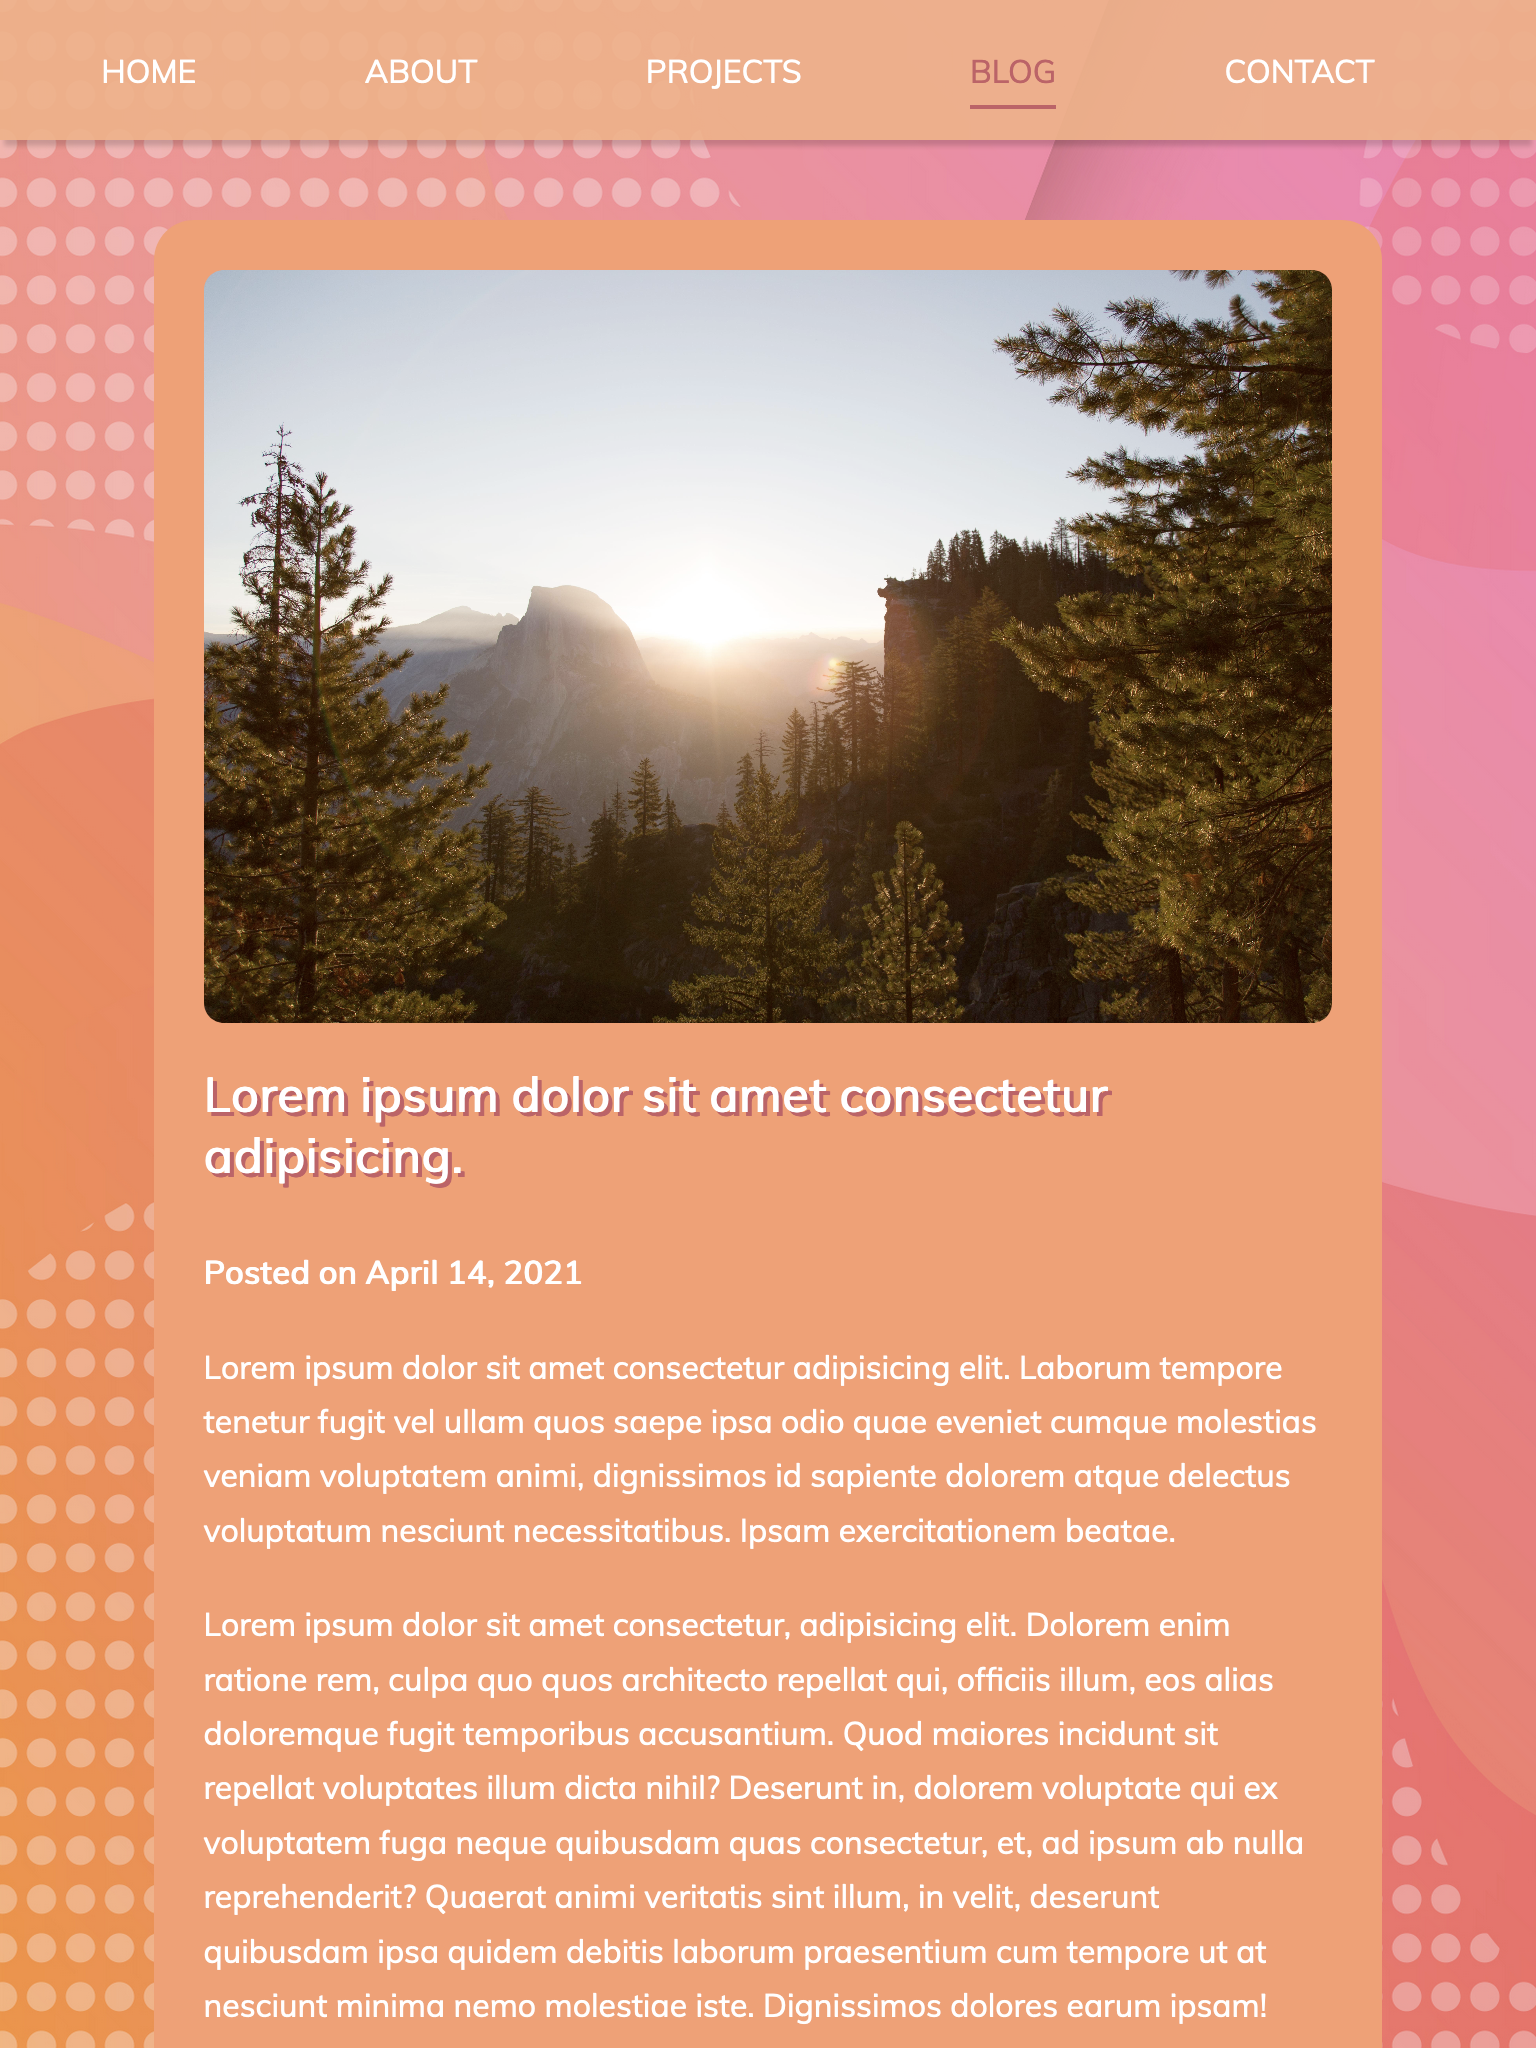 HOME ABOUT PROJECTS BLOG CONTACT
Lorem ipsum dolor sit amet consectetur
adipisicing.
Posted on April 14, 2021
Lorem ipsum dolor sit amet consectetur adipisicing elit. Laborum tempore
tenetur fugit vel ullam quos saepe ipsa odio quae eveniet cumque molestias
veniam voluptatem animi, dignissimos id sapiente dolorem atque delectus
voluptatum nesciunt necessitatibus. Ipsam exercitationem beatae.
Lorem ipsum dolor sit amet consectetur, adipisicing elit. Dolorem enim
ratione rem, culpa quo quos architecto repellat qui, officiis illum, eos alias
doloremque fugit temporibus accusantium. Quod maiores incidunt sit
repellat voluptates illum dicta nihil? Deserunt in, dolorem voluptate qui ex
voluptatem fuga neque quibusdam quas consectetur, et, ad ipsum ab nulla
reprehenderit? Quaerat animi veritatis sint illum, in velit, deserunt
quibusdam ipsa quidem debitis laborum praesentium cum tempore ut at
nesciunt minima nemo molestiae iste. Dignissimos dolores earum ipsam!